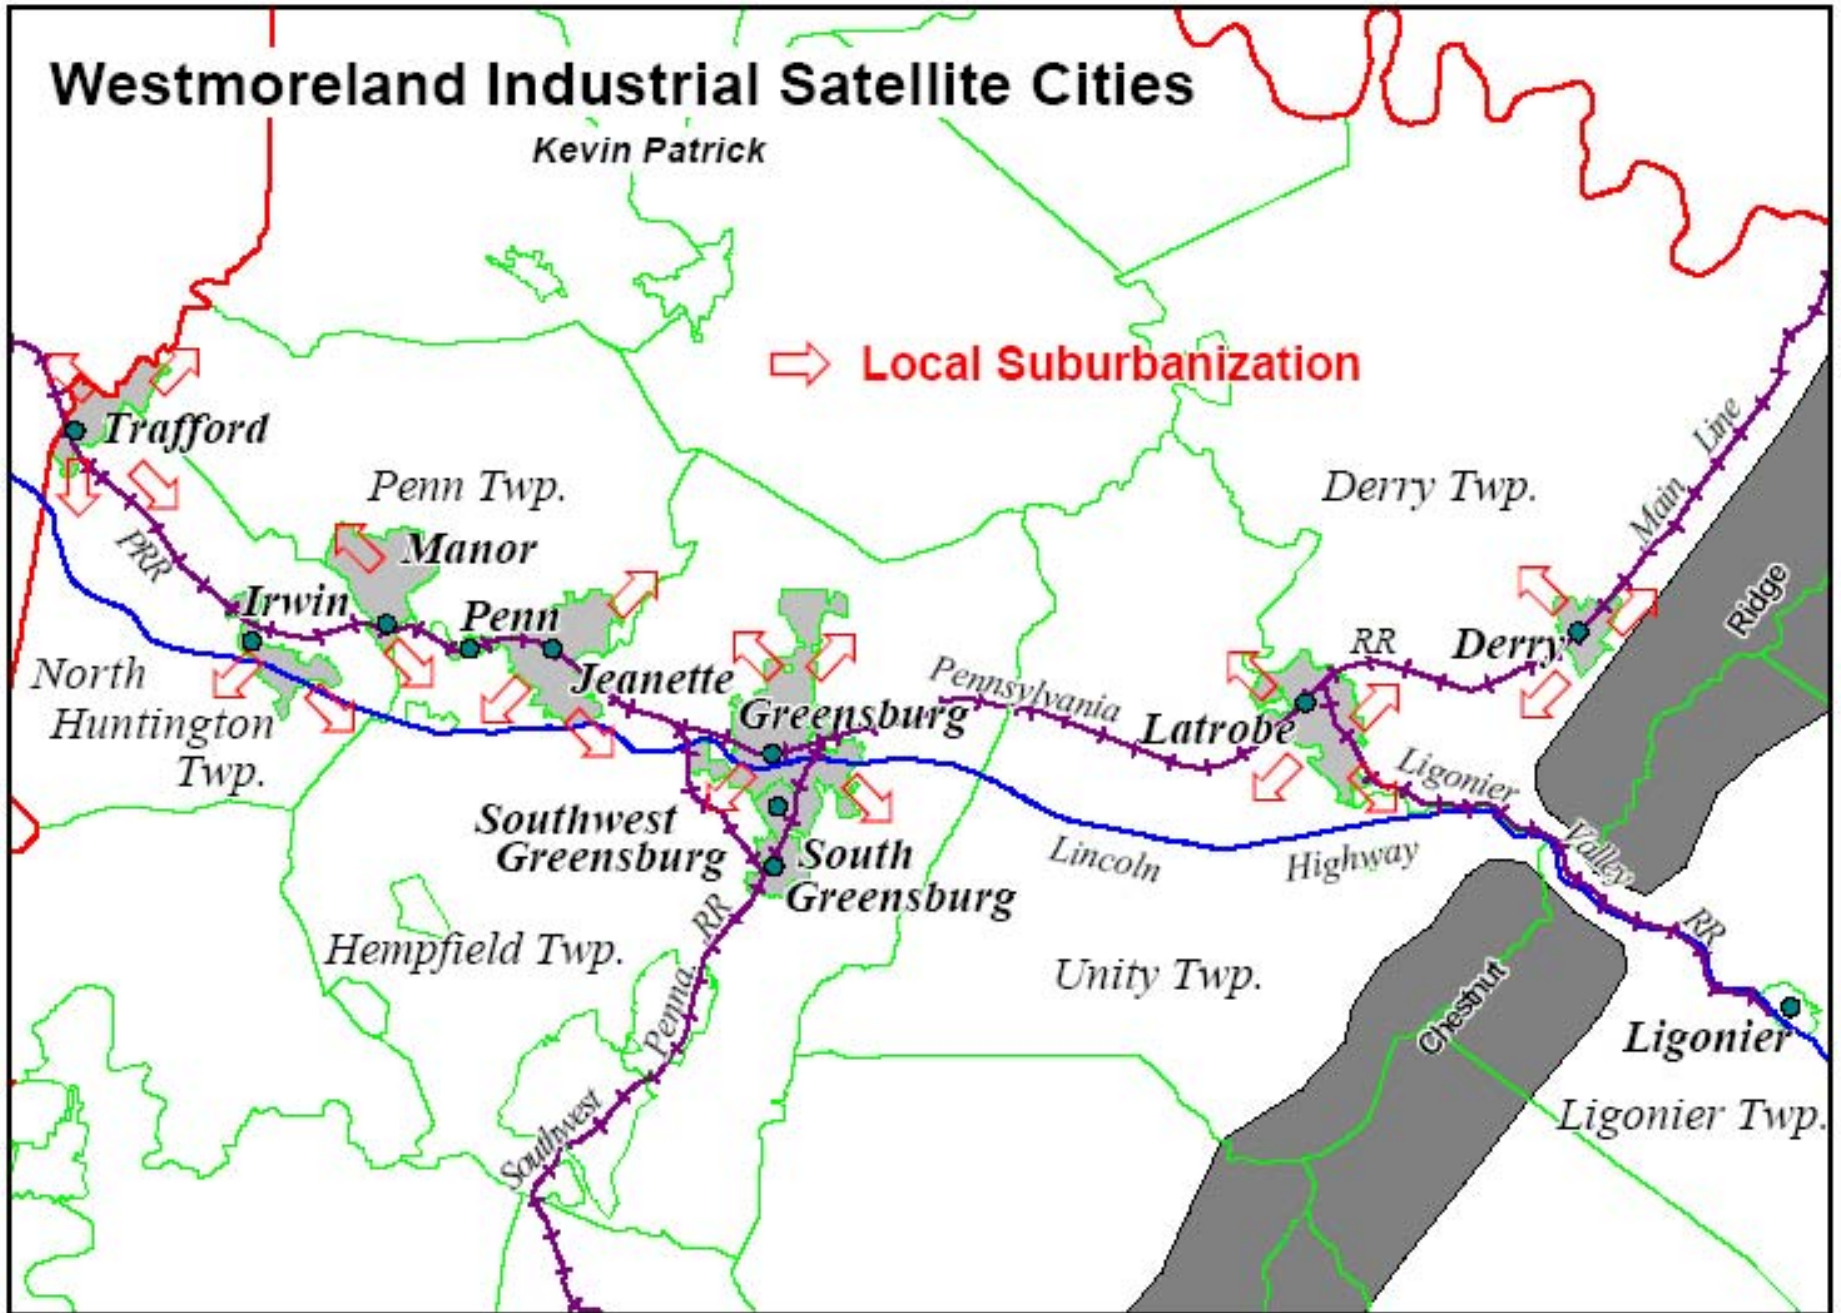 Westmoreland Industrial Satellite Cities
Kevin Patrick
Local Suburbanization
Trafford
Penn Twp.
Derry Twp.
Main Line
PRR
Manor
Irwin
Penn
Ridge
RR
Derry
North
Huntington
Twp.
Jeanette
Greensburg
Pennsylvania
Latrobe
Ligonier
Southwest
Greensburg
South
Greensburg
Lincoln
Highway
Valley
RR
RR
Hempfield Twp.
Unity Twp.
Penna.
Chestnut
Ligonier
Southwest
Ligonier Twp.